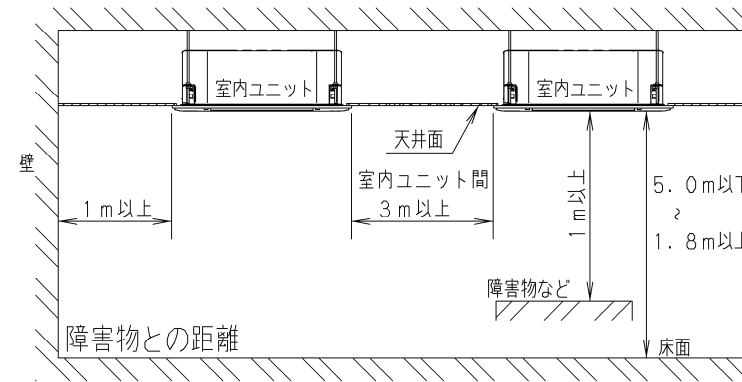 室内ユニット
室内ユニット
天井面
壁
室内ユニット間
1m以上
3m以上
1m以上
5.0m以下
~
1.8m以上
障害物など
障害物との距離
床面